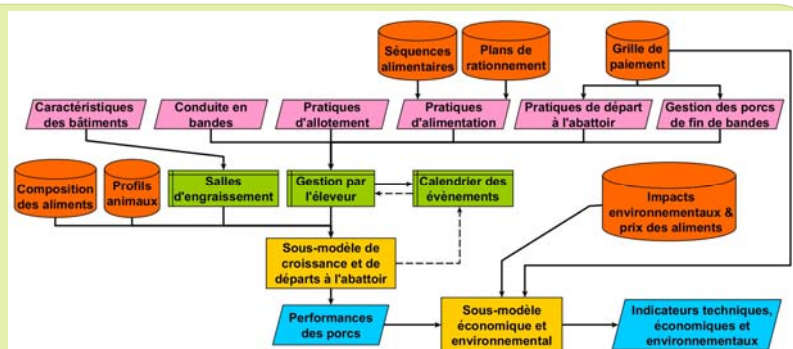 Séquences
alimentaires
Plans de
rationnement
Grille de
paiement
Caractéristiques
des bâtiments
Conduite en
bandes
Pratiques
d'allotement
Pratiques
d'alimentation
Pratiques de départ
à l'abattoir
Gestion des porcs
de fin de bandes
Composition
des aliments
Profils
animaux
Salles
d'engraissement
Gestion par
l'éleveur
Calendrier des
évènements
Impacts
environnementaux &
prix des aliments
Sous-modèle de
croissance et de
départs à l'abattoir
Performances
des porcs
Sous-modèle
économique et
environnemental
Indicateurs techniques,
économiques et
environnementaux